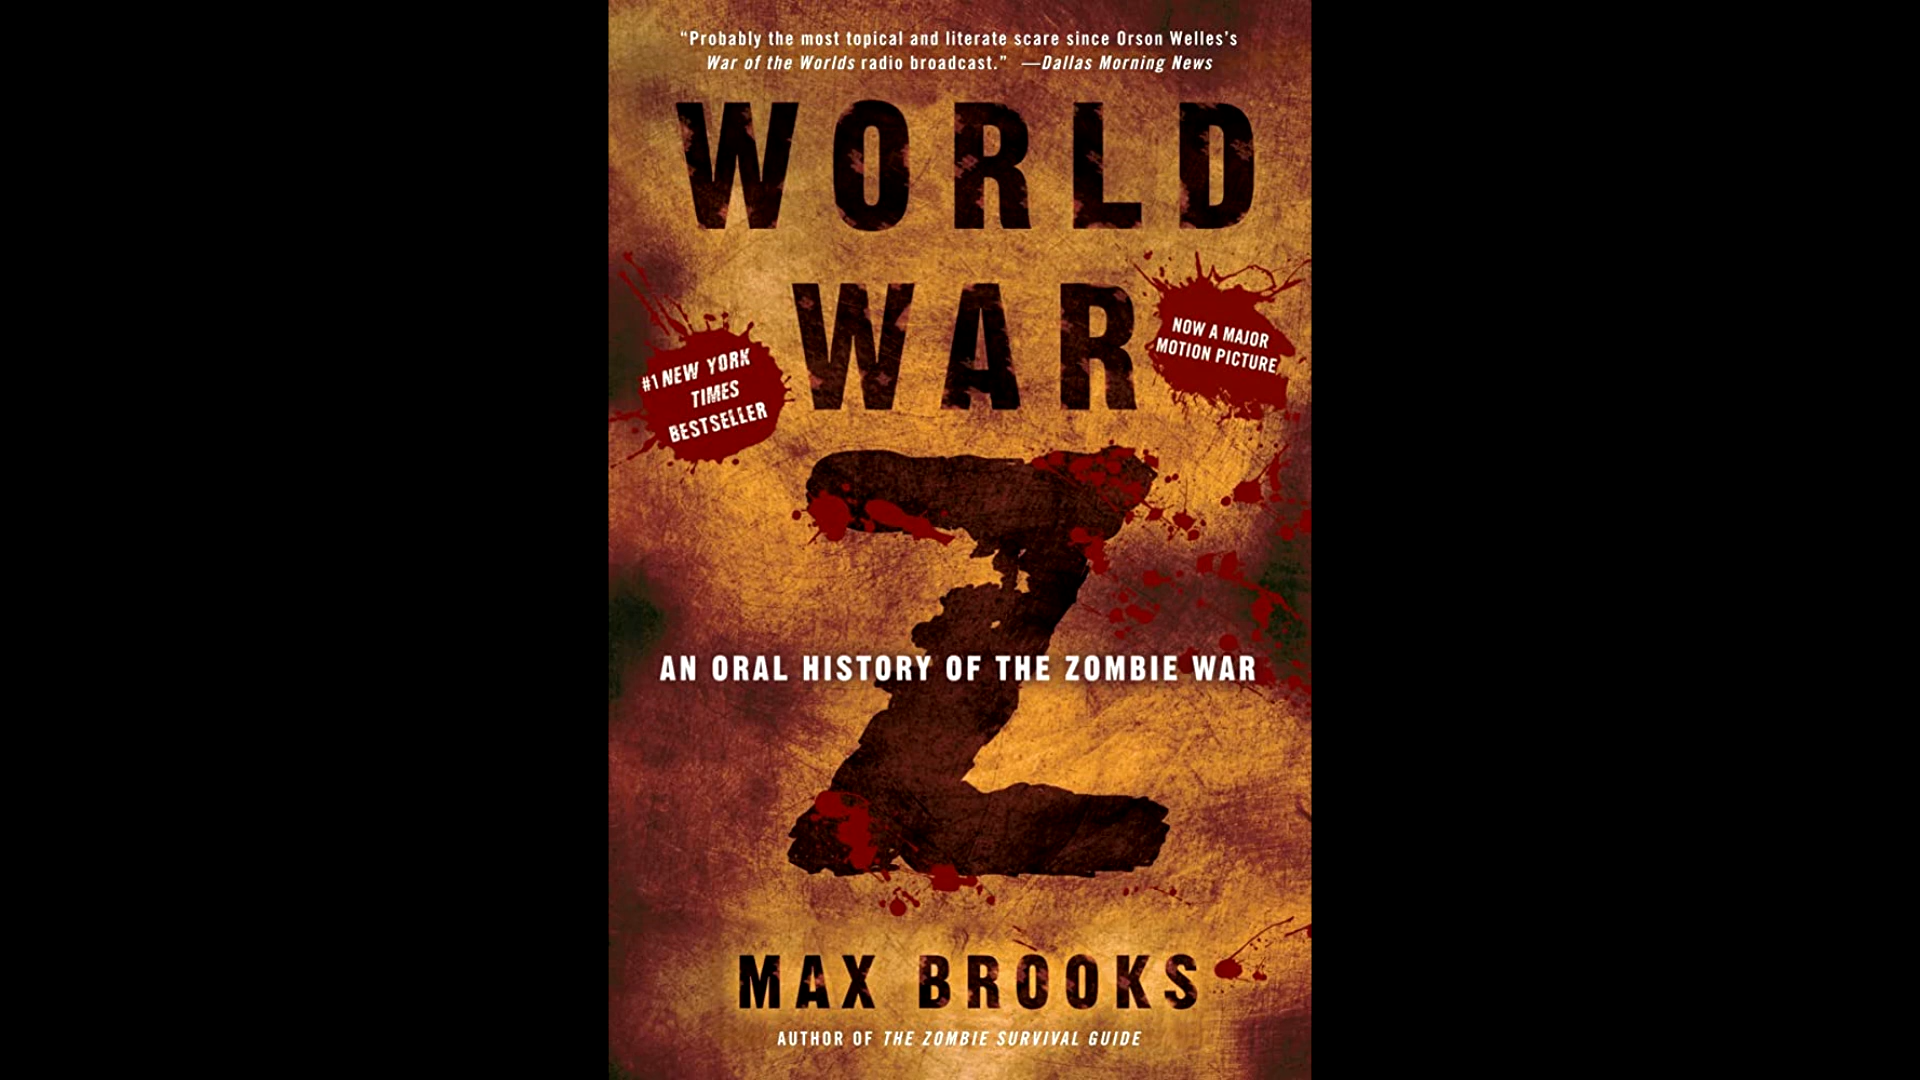 “Probably the most topical and literate scare since Orson Welles’s
War of the Worlds radio broadcast.” —Dallas Morning News
WORLD
WAR
#1 NEW YORK
TIMES
BESTSELLER
NOW A MAJOR
MOTION PICTURE
Z
AN ORAL HISTORY OF THE ZOMBIE WAR
MAX BROOKS
AUTHOR OF THE ZOMBIE SURVIVAL GUIDE